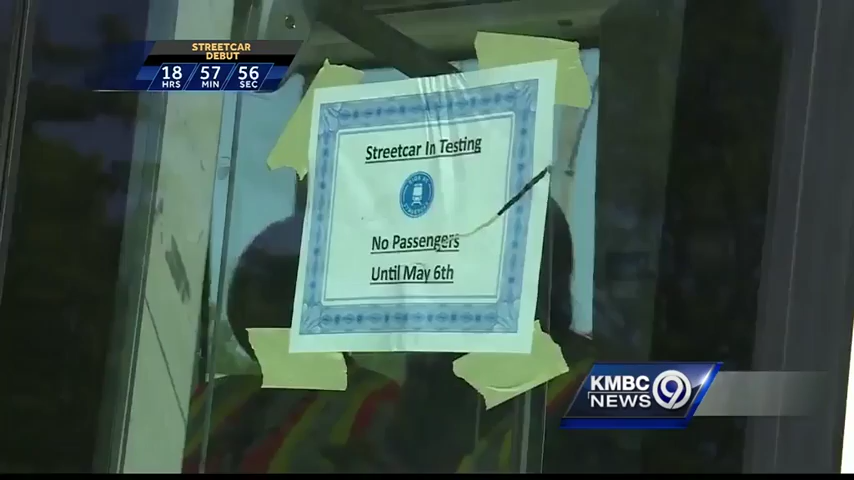 STREETCAR
DEBUT
18 57 56
HRS MIN SEC
Streetcar In Testing
No Passengers
Until May 6th
KMBC 9
NEWS